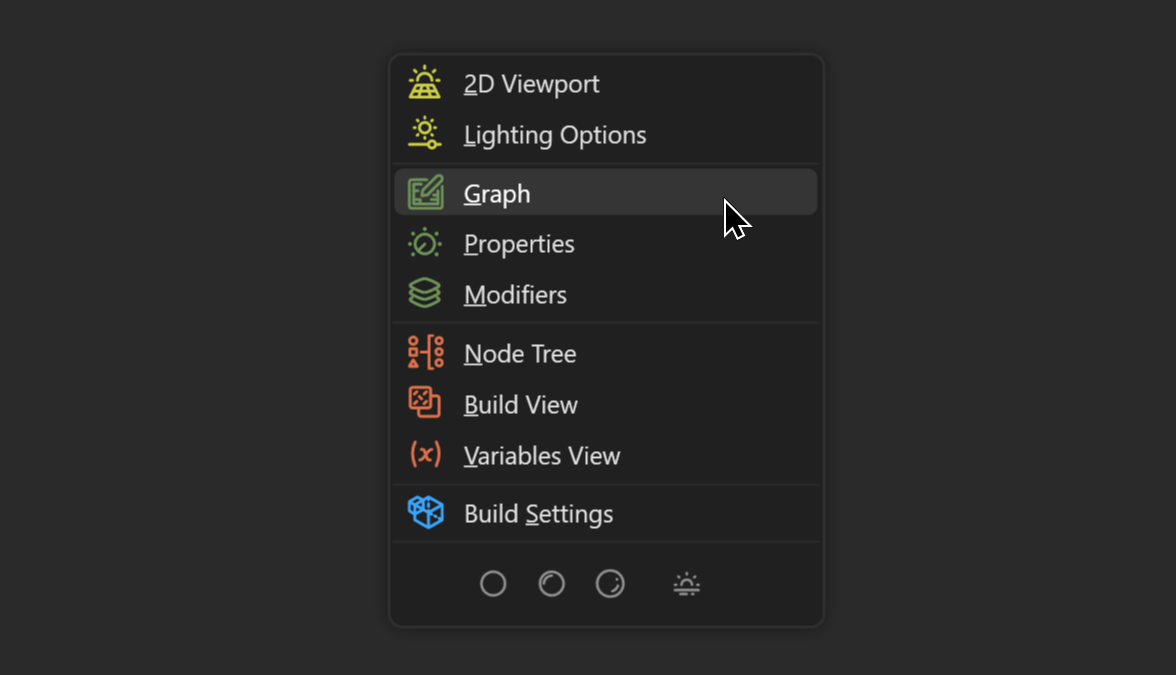 2D Viewport
Lighting Options
Graph
Properties
Modifiers
Node Tree
Build View
(x)
Variables View
Build Settings